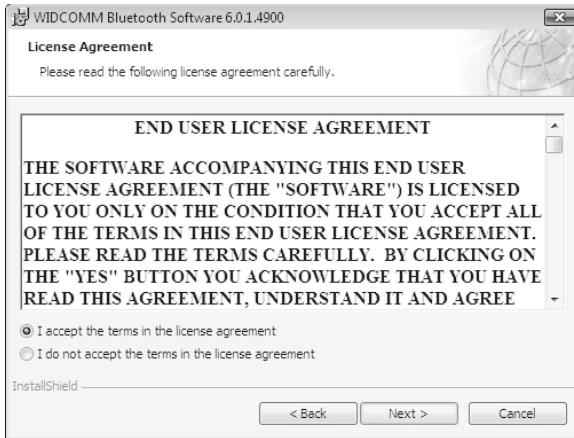 WIDCOMM Bluetooth Software 6.0.1.4900
License Agreement
Please read the following license agreement carefully.
END USER LICENSE AGREEMENT
THE SOFTWARE ACCOMPANYING THIS END USER
LICENSE AGREEMENT (THE "SOFTWARE") IS LICENSED
TO YOU ONLY ON THE CONDITION THAT YOU ACCEPT ALL
OF THE TERMS IN THIS END USER LICENSE AGREEMENT.
PLEASE READ THE TERMS CAREFULLY.  BY CLICKING ON
THE "YES" BUTTON YOU ACKNOWLEDGE THAT YOU HAVE
READ THIS AGREEMENT, UNDERSTAND IT AND AGREE
I accept the terms in the license agreement
I do not accept the terms in the license agreement
InstallShield
< Back Next > Cancel